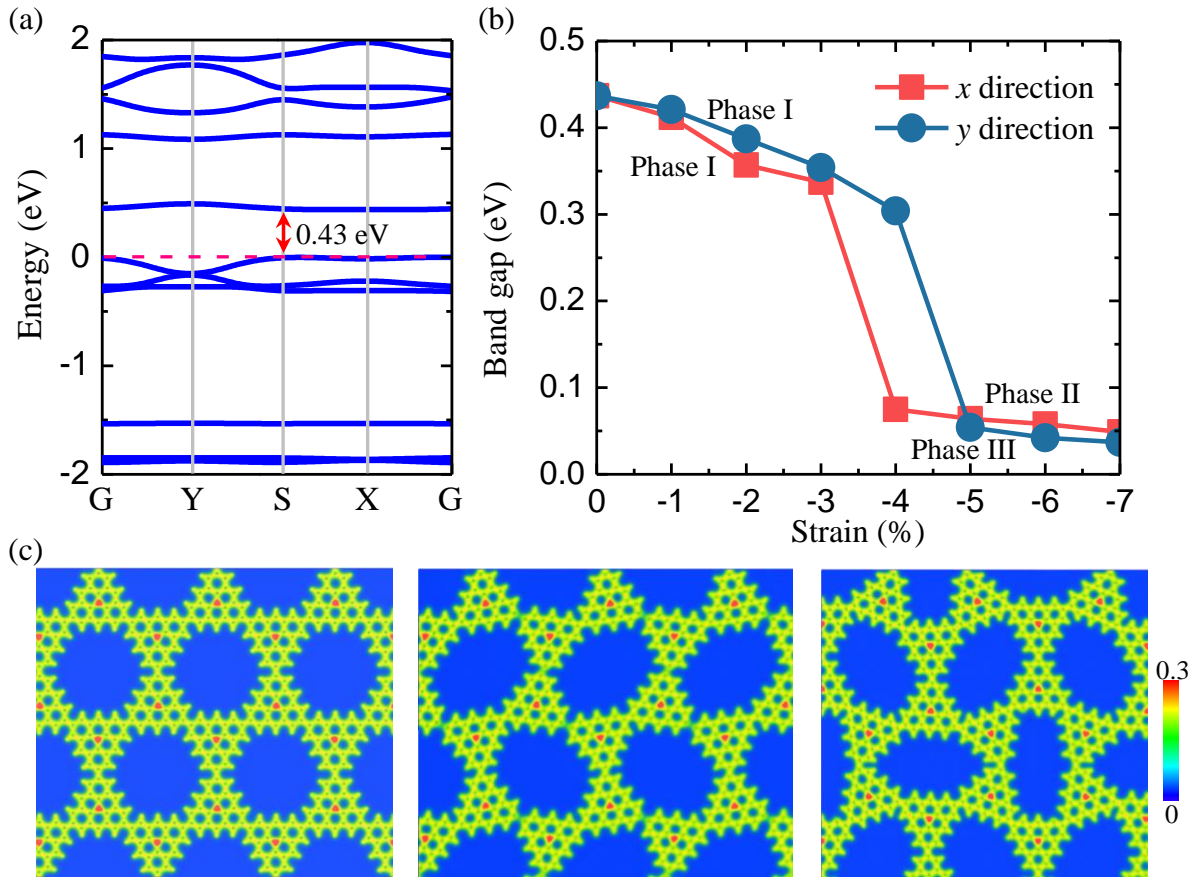 (a)
Energy (eV)
2
1
0
-1
-2
0.43 eV
G Y S X G
(b)
Band gap (eV)
0.5
0.4
0.3
0.2
0.1
0.0
x direction
y direction
Phase I
Phase I
Phase II
Phase III
0 -1 -2 -3 -4 -5 -6 -7
Strain (%)
(c)
0.3
0